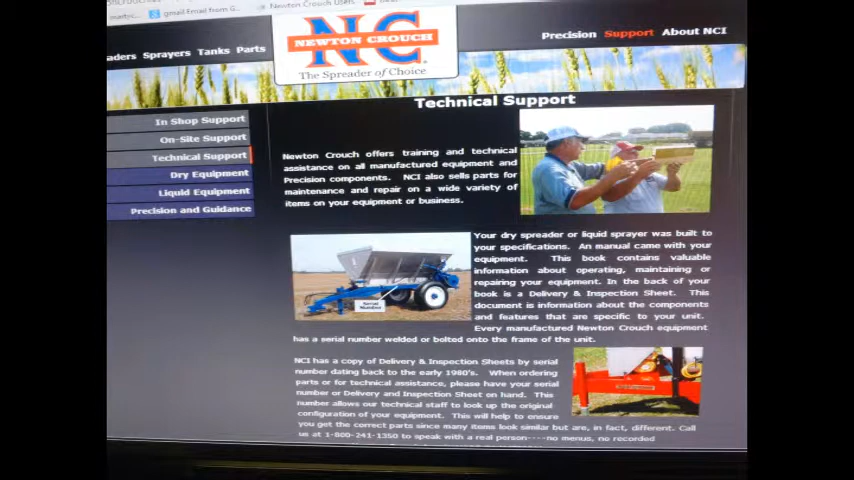 gmail Email from G...
Newton Crouch Users
Sprayers Tanks Parts
NC
NEWTON CROUCH
The Spreader of Choice
Precision Support About NCI
Technical Support
In Shop Support
On-Site Support
Technical Support
Dry Equipment
Liquid Equipment
Precision and Guidance
Newton Crouch offers training and technical
assistance on all manufactured equipment and
Precision components. NCI also sells parts for
maintenance and repair on a wide variety of
items on your equipment or business.
Your dry spreader or liquid sprayer was built to
your specifications. An manual came with your
equipment. This book contains valuable
information about operating, maintaining or
repairing your equipment. In the back of your
book is a Delivery & Inspection Sheet. This
document is information about the components
and features that are specific to your unit.
Every manufactured Newton Crouch equipment
has a serial number welded or bolted onto the frame of the unit.
Serial
Number
NCI has a copy of Delivery & Inspection Sheets by serial
number dating back to the early 1980's. When ordering
parts or for technical assistance, please have your serial
number or Delivery and Inspection Sheet on hand. This
number allows our technical staff to look up the original
configuration of your equipment. This will help to ensure
you get the correct parts since many items look similar but are, in fact, different. Call
us at 1-800-241-1350 to speak with a real person----no menus, no recorded